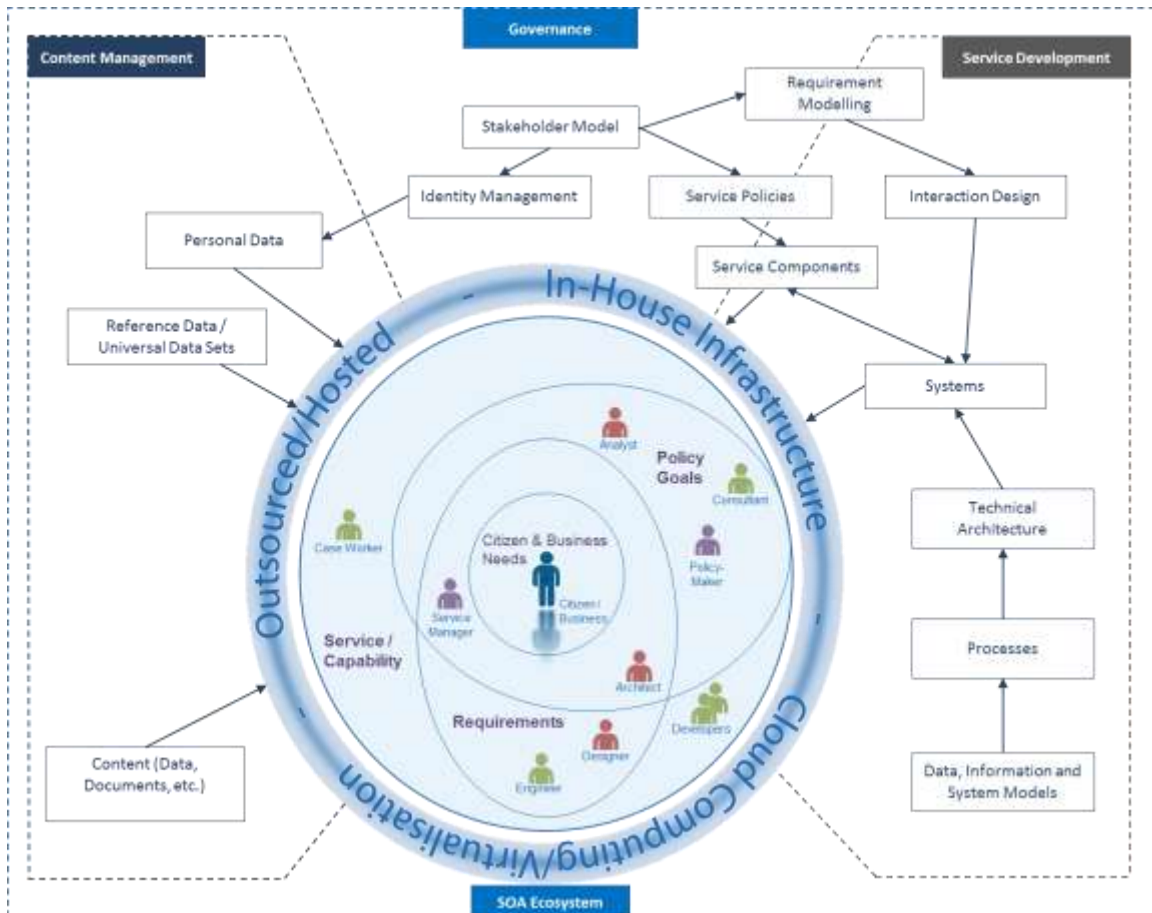 Governance
Content Management
Service Development
Requirement
Modelling
Stakeholder Model
Identity Management
Service Policies
Interaction Design
Personal Data
Service Components
Reference Data /
Universal Data Sets
Systems
Outsourced/Hosted - In-House Infrastructure - Cloud Computing/Virtualisation -
Analyst
Policy
Goals
Consultant
Technical
Architecture
Case Worker
Citizen & Business
Needs
Policy-
Maker
Citizen /
Business
Service
Manager
Service /
Capability
Processes
Architect
Requirements
Developers
Designer
Content (Data,
Documents, etc.)
Engineer
Data, Information and
System Models
SOA Ecosystem